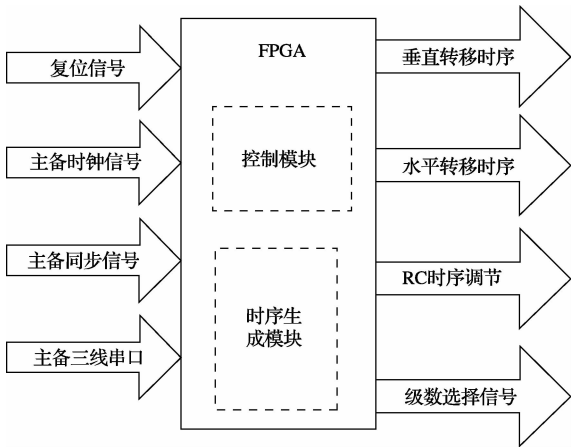 FPGA
复位信号
主备时钟信号
主备同步信号
主备三线串口
控制模块
时序生
成模块
垂直转移时序
水平转移时序
RC时序调节
级数选择信号